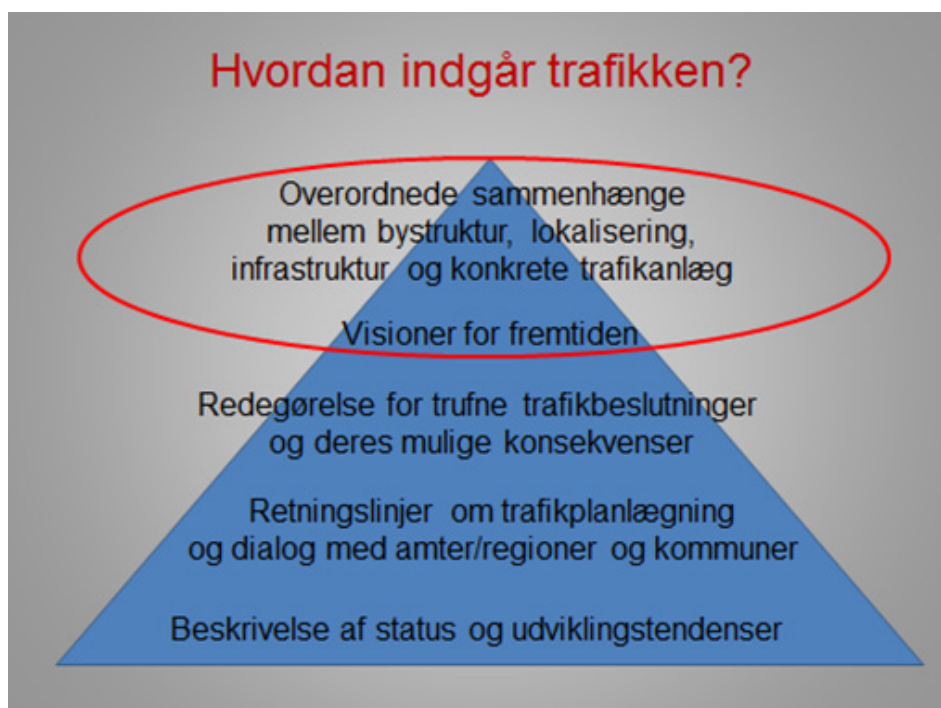 Hvordan indgår trafikken?
Overordnede sammenhænge
mellem bystruktur, lokalisering,
infrastruktur og konkrete trafikanlæg
Visioner for fremtiden
Redegørelse for trufne trafikbeslutninger
og deres mulige konsekvenser
Retningslinjer om trafikplanlægning
og dialog med amter/regioner og kommuner
Beskrivelse af status og udviklingstendenser